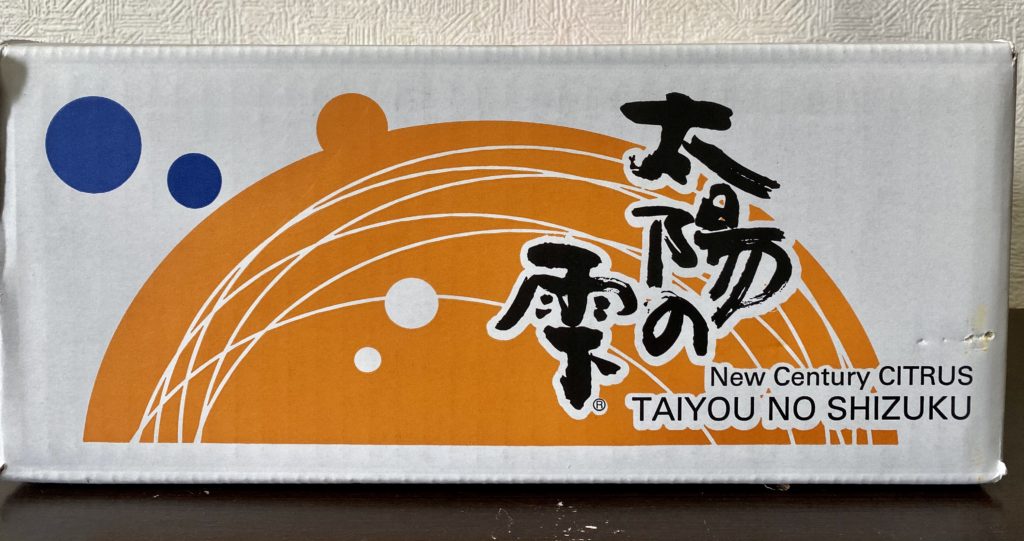 太陽の
雫®
New Century CITRUS
TAIYOU NO SHIZUKU